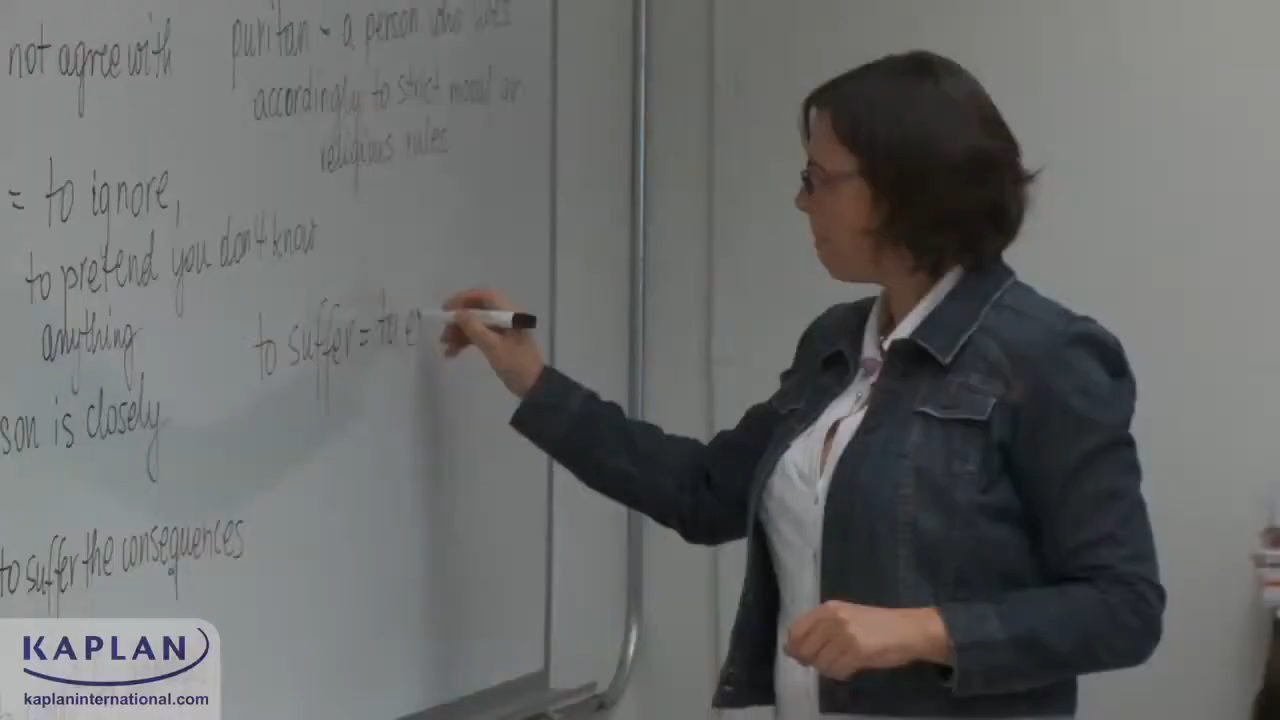 not agree with
puritan - a person who lives
accordingly to strict moral or
religious rules
= to ignore,
to pretend you don't know
anything
to suffer = to e
son is closely
to suffer the consequences
KAPLAN
kaplaninternational.com